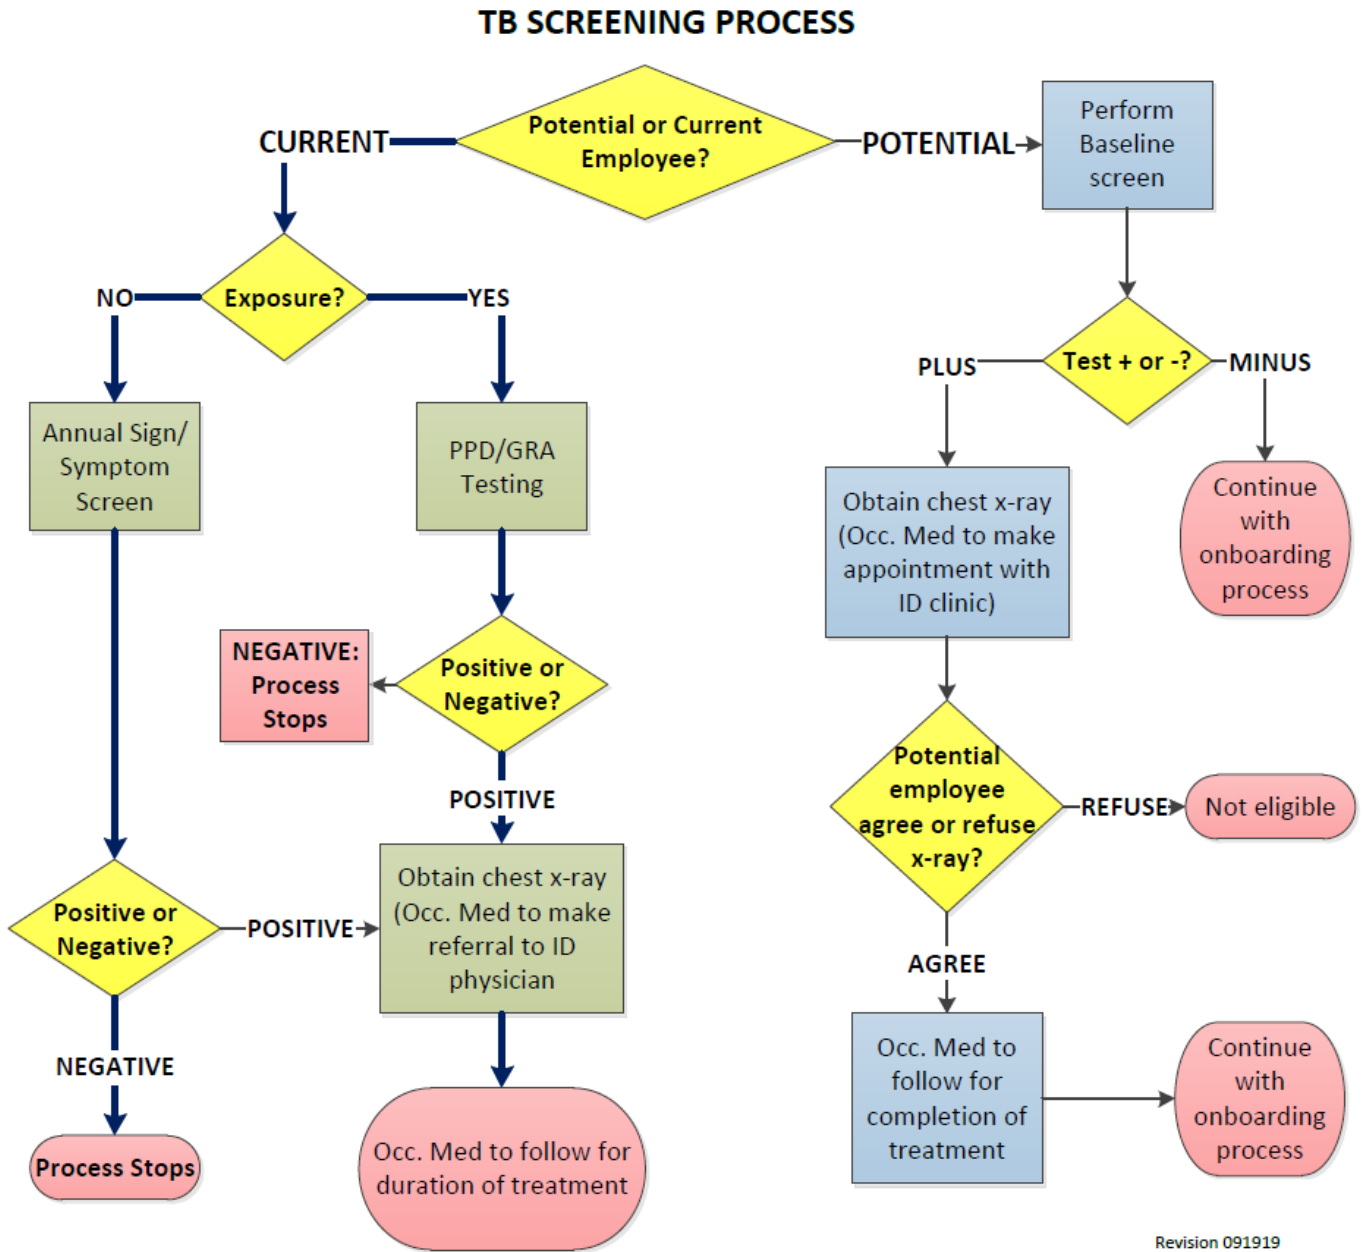 TB SCREENING PROCESS
Potential or Current
Employee?
CURRENT
POTENTIAL
Perform
Baseline
screen
Exposure?
NO
YES
Test + or -?
PLUS
MINUS
Annual Sign/
Symptom
Screen
PPD/GRA
Testing
Obtain chest x-ray
(Occ. Med to make
appointment with
ID clinic)
Continue
with
onboarding
process
NEGATIVE:
Process
Stops
Positive or
Negative?
POSITIVE
Potential
employee
agree or refuse
x-ray?
REFUSE
Not eligible
Positive or
Negative?
POSITIVE
Obtain chest x-ray
(Occ. Med to make
referral to ID
physician
AGREE
NEGATIVE
Process Stops
Occ. Med to follow for
duration of treatment
Occ. Med to
follow for
completion of
treatment
Continue
with
onboarding
process
Revision 091919